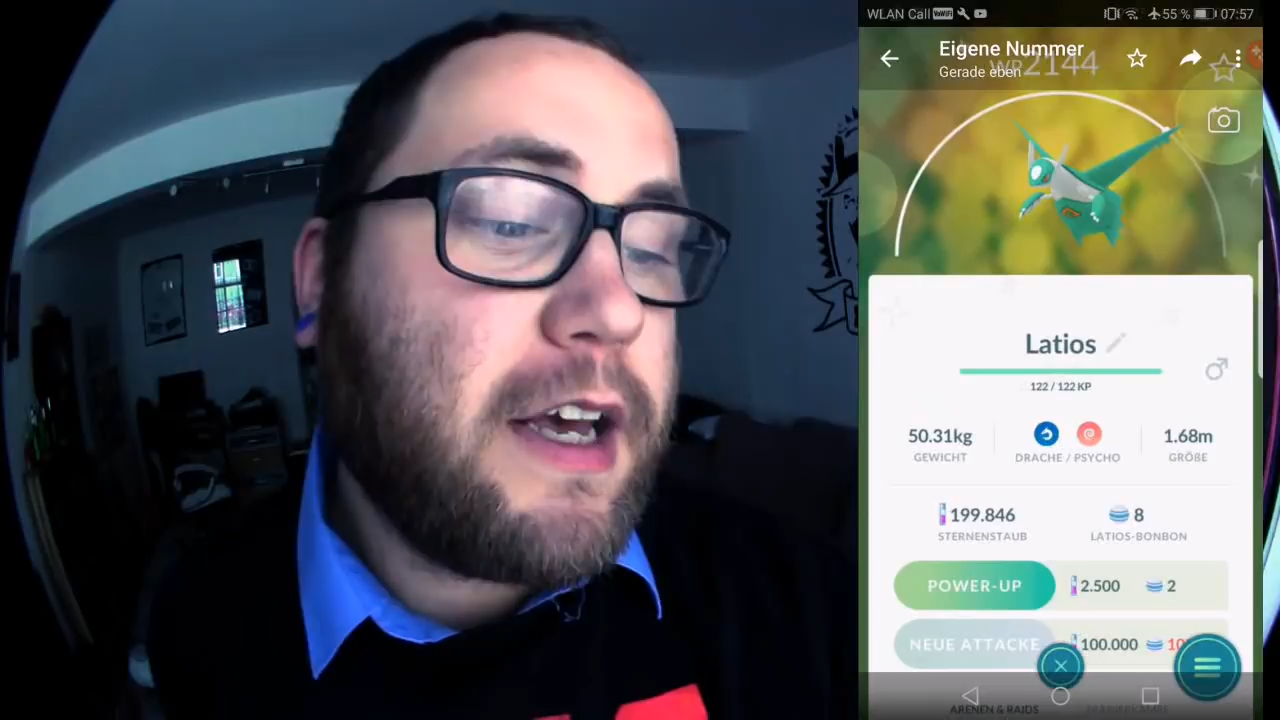 WLAN Call VoWiFi 55 % 07:57
Eigene Nummer
WP2144
Gerade eben
Latios
122 / 122 KP
50.31kg
GEWICHT
DRACHE / PSYCHO
1.68m
GRÖßE
199.846
STERNENSTAUB
8
LATIOS-BONBON
POWER-UP 2.500 2
NEUE ATTACKE 100.000
ARENEN & RAIDS